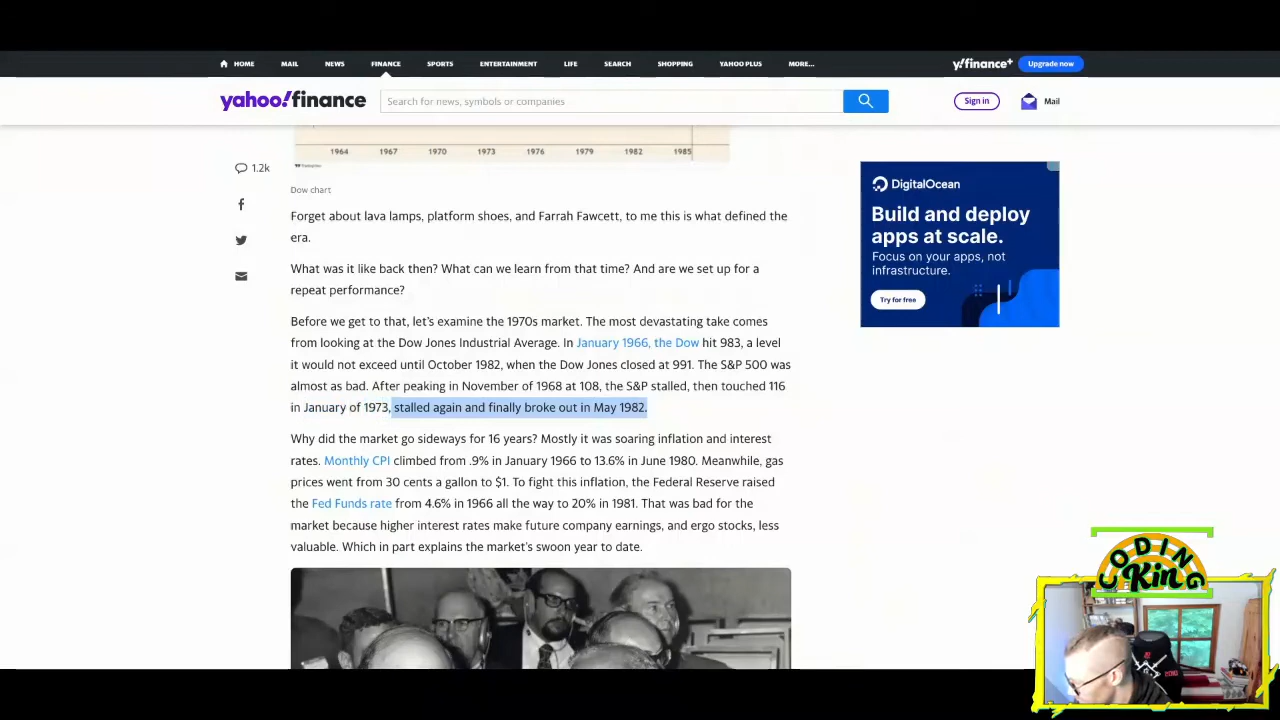 HOME MAIL NEWS FINANCE SPORTS ENTERTAINMENT LIFE SEARCH SHOPPING YAHOO PLUS MORE... y!finance+ Upgrade now
yahoo!finance Search for news, symbols or companies Sign in Mail
1964 1967 1970 1973 1976 1979 1982 1985
1.2k
Dow chart
Forget about lava lamps, platform shoes, and Farrah Fawcett, to me this is what defined the
era.
What was it like back then? What can we learn from that time? And are we set up for a
repeat performance?
Before we get to that, let's examine the 1970s market. The most devastating take comes
from looking at the Dow Jones Industrial Average. In January 1966, the Dow hit 983, a level
it would not exceed until October 1982, when the Dow Jones closed at 991. The S&P 500 was
almost as bad. After peaking in November of 1968 at 108, the S&P stalled, then touched 116
in January of 1973, stalled again and finally broke out in May 1982.
Why did the market go sideways for 16 years? Mostly it was soaring inflation and interest
rates. Monthly CPI climbed from .9% in January 1966 to 13.6% in June 1980. Meanwhile, gas
prices went from 30 cents a gallon to $1. To fight this inflation, the Federal Reserve raised
the Fed Funds rate from 4.6% in 1966 all the way to 20% in 1981. That was bad for the
market because higher interest rates make future company earnings, and ergo stocks, less
valuable. Which in part explains the market's swoon year to date.
DigitalOcean
Build and deploy
apps at scale.
Focus on your apps, not
infrastructure.
Try for free
CODING
King